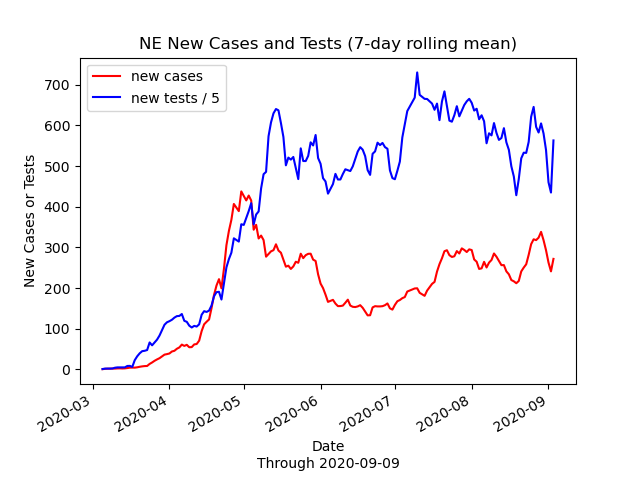 NE New Cases and Tests (7-day rolling mean)
new cases
new tests / 5
New Cases or Tests
700
600
500
400
300
200
100
0
2020-03
2020-04
2020-05
2020-06
2020-07
2020-08
2020-09
Date
Through 2020-09-09